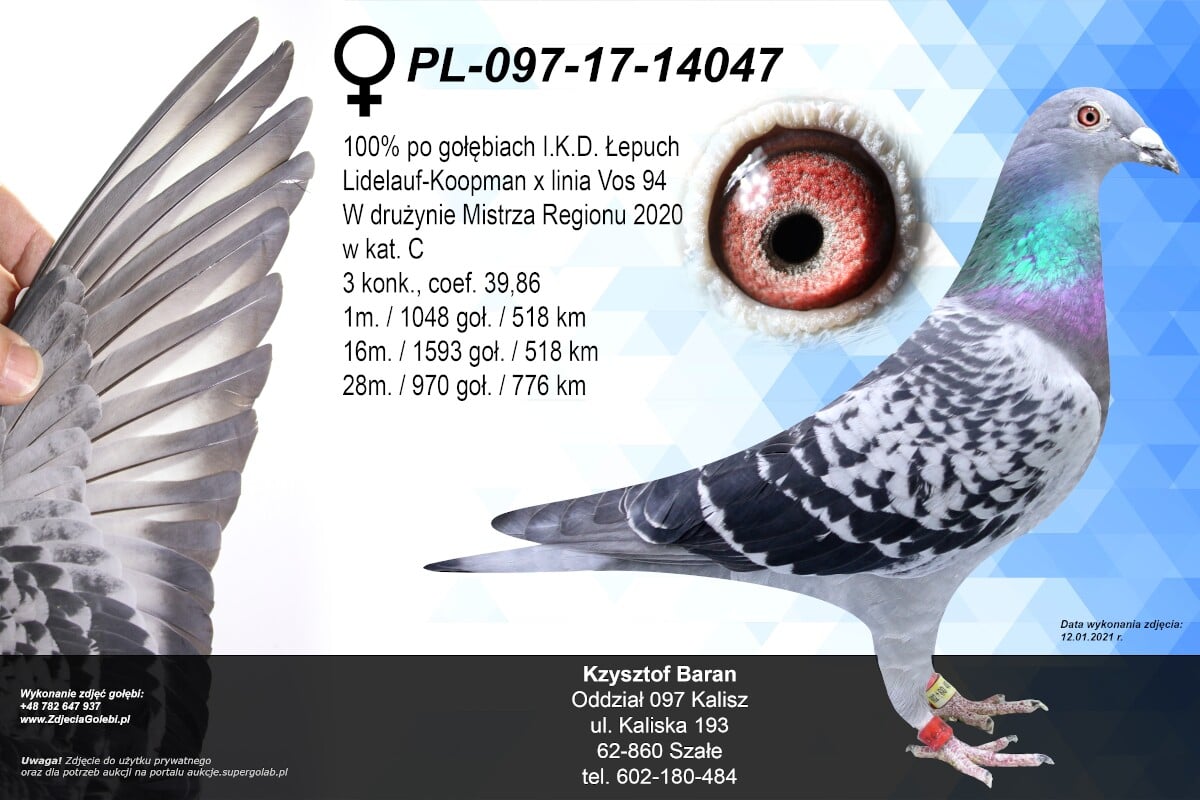 PL-097-17-14047
100% po gołębiach I.K.D. Łepuch
Lidelauf-Koopman x linia Vos 94
W drużynie Mistrza Regionu 2020
w kat. C
3 konk., coef. 39,86
1m. / 1048 goł. / 518 km
16m. / 1593 goł. / 518 km
28m. / 970 goł. / 776 km
Data wykonania zdjęcia:
12.01.2021 r.
Krzysztof Baran
Oddział 097 Kalisz
ul. Kaliska 193
62-860 Szałe
tel. 602-180-484
Wykonanie zdjęć gołębi:
+48 782 647 937
www.ZdjeciaGolebi.pl
Uwaga! Zdjęcie do użytku prywatnego
oraz dla potrzeb aukcji na portalu aukcje.supergolab.pl